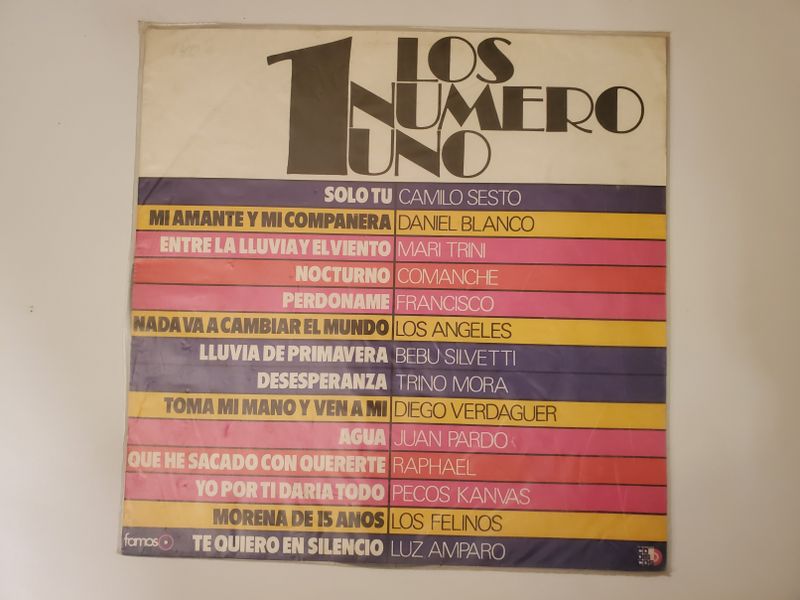 1 LOS
NUMERO
UNO
SOLO TU CAMILO SESTO
MI AMANTE Y MI COMPANERA DANIEL BLANCO
ENTRE LA LLUVIA Y EL VIENTO MARI TRINI
NOCTURNO COMANCHE
PERDONAME FRANCISCO
NADA VA A CAMBIAR EL MUNDO LOS ANGELES
LLUVIA DE PRIMAVERA BEBU SILVETTI
DESESPERANZA TRINO MORA
TOMA MI MANO Y VEN A MI DIEGO VERDAGUER
AGUA JUAN PARDO
QUE HE SACADO CON QUERERTE RAPHAEL
YO POR TI DARIA TODO PECOS KANVAS
MORENA DE 15 AÑOS LOS FELINOS
famoso TE QUIERO EN SILENCIO LUZ AMPARO